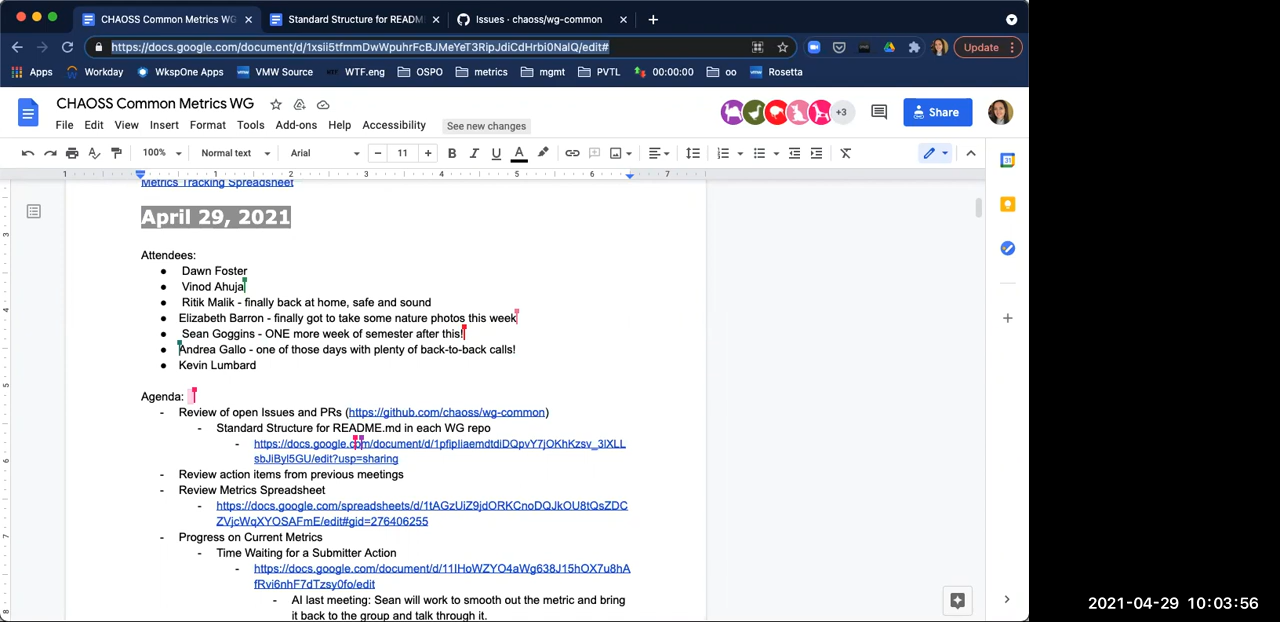 CHAOSS Common Metrics WG
Standard Structure for READM
Issues · chaoss/wg-common
https://docs.google.com/document/d/1xsii5tfmmDwWpuhrFcBJMeYeT3RipJdiCdHrbi0NaIQ/edit#
Update
Apps
Workday
WkspOne Apps
VMW Source
WTF.eng
OSPO
metrics
mgmt
PVTL
00:00:00
oo
Rosetta
CHAOSS Common Metrics WG
+3
Share
File Edit View Insert Format Tools Add-ons Help Accessibility
See new changes
100% Normal text Arial 11
1 1 2 3 4 5 6 7
Metrics Tracking Spreadsheet
April 29, 2021
Attendees:
● Dawn Foster
● Vinod Ahuja
● Ritik Malik - finally back at home, safe and sound
● Elizabeth Barron - finally got to take some nature photos this week
● Sean Goggins - ONE more week of semester after this!
● Andrea Gallo - one of those days with plenty of back-to-back calls!
● Kevin Lumbard
Agenda:
- Review of open Issues and PRs (https://github.com/chaoss/wg-common)
- Standard Structure for README.md in each WG repo
- https://docs.google.com/document/d/1pfipIiaemdtdiDQpvY7jOKhKzsv_3lXLL
sbJiByl5GU/edit?usp=sharing
- Review action items from previous meetings
- Review Metrics Spreadsheet
- https://docs.google.com/spreadsheets/d/1tAGzUiZ9jdORKCnoDQJkOU8tQsZDC
ZVjcWqXYOSAFmE/edit#gid=276406255
- Progress on Current Metrics
- Time Waiting for a Submitter Action
- https://docs.google.com/document/d/11IHoWZYO4aWg638J15hOX7u8hA
fRvi6nhF7dTzsy0fo/edit
- AI last meeting: Sean will work to smooth out the metric and bring
it back to the group and talk through it.
2021-04-29 10:03:56